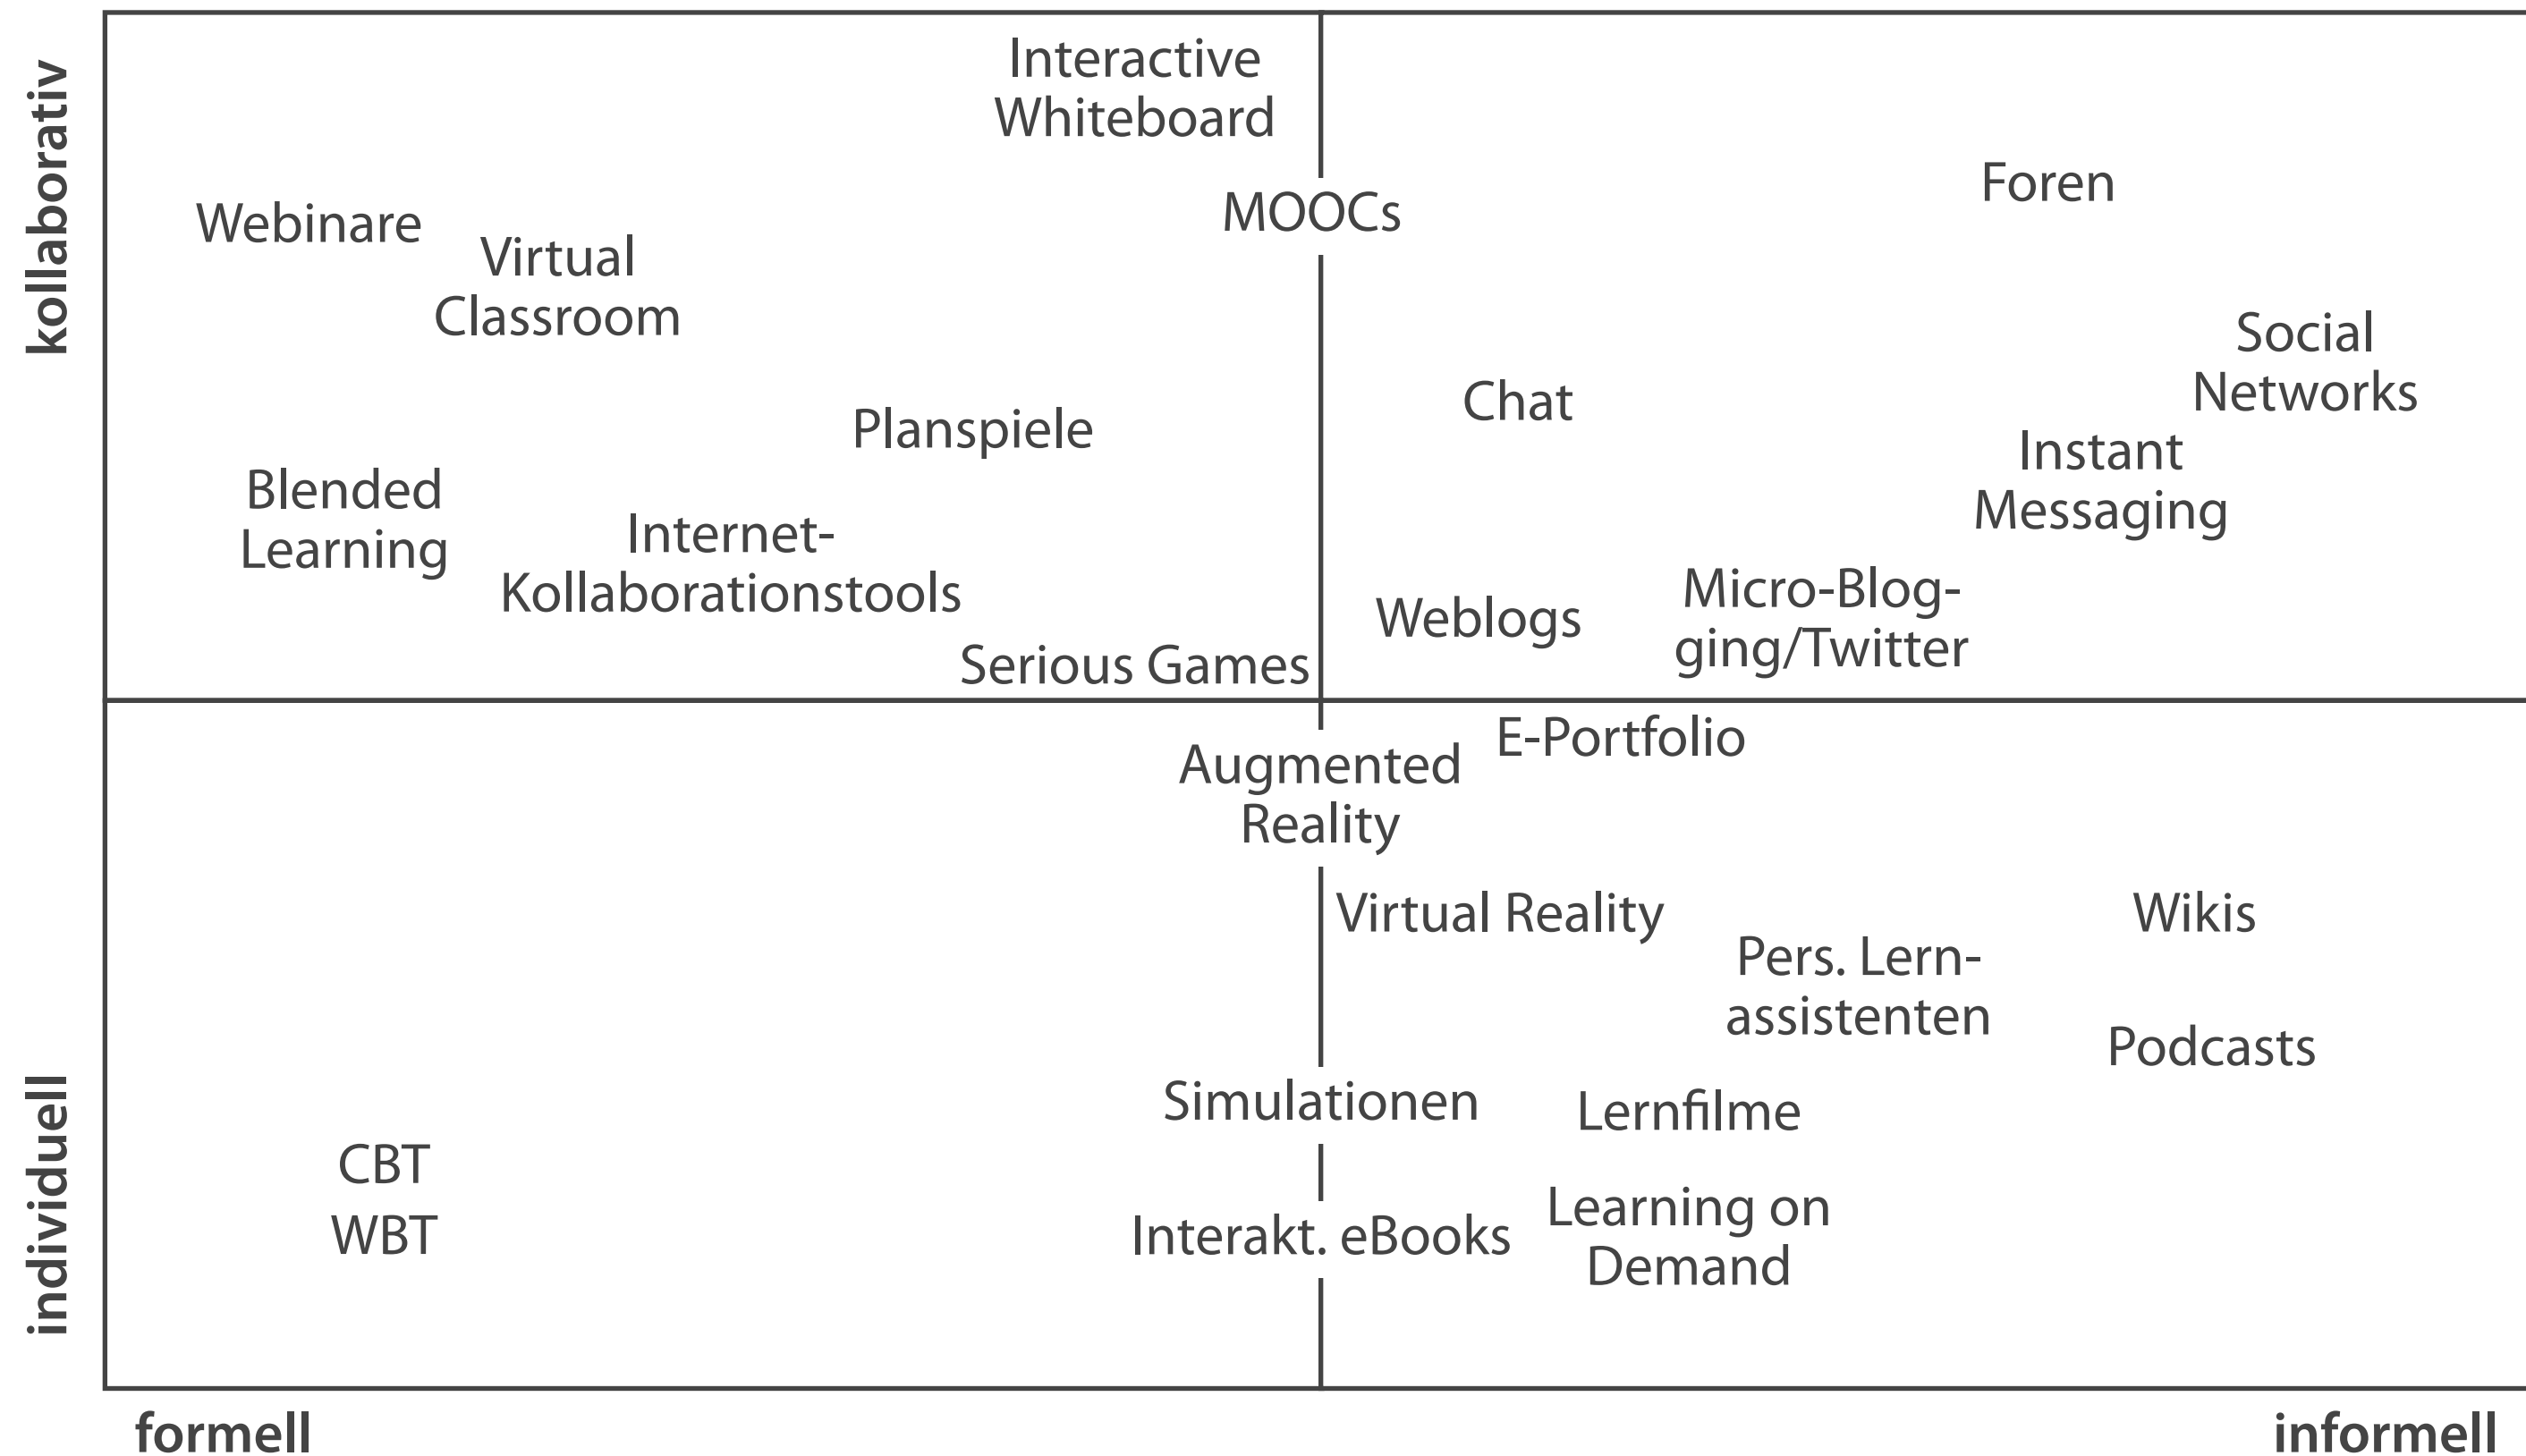 kollaborativ
Interactive
Whiteboard
MOOCs
Webinare
Virtual
Classroom
Planspiele
Blended
Learning
Internet-
Kollaborationstools
Serious Games
Foren
Social
Networks
Chat
Instant
Messaging
Weblogs
Micro-Blog-
ging/Twitter
individuell
E-Portfolio
Augmented
Reality
Virtual Reality
Wikis
Pers. Lern-
assistenten
Podcasts
Simulationen
Lernfilme
CBT
WBT
Interakt. eBooks
Learning on
Demand
formell
informell